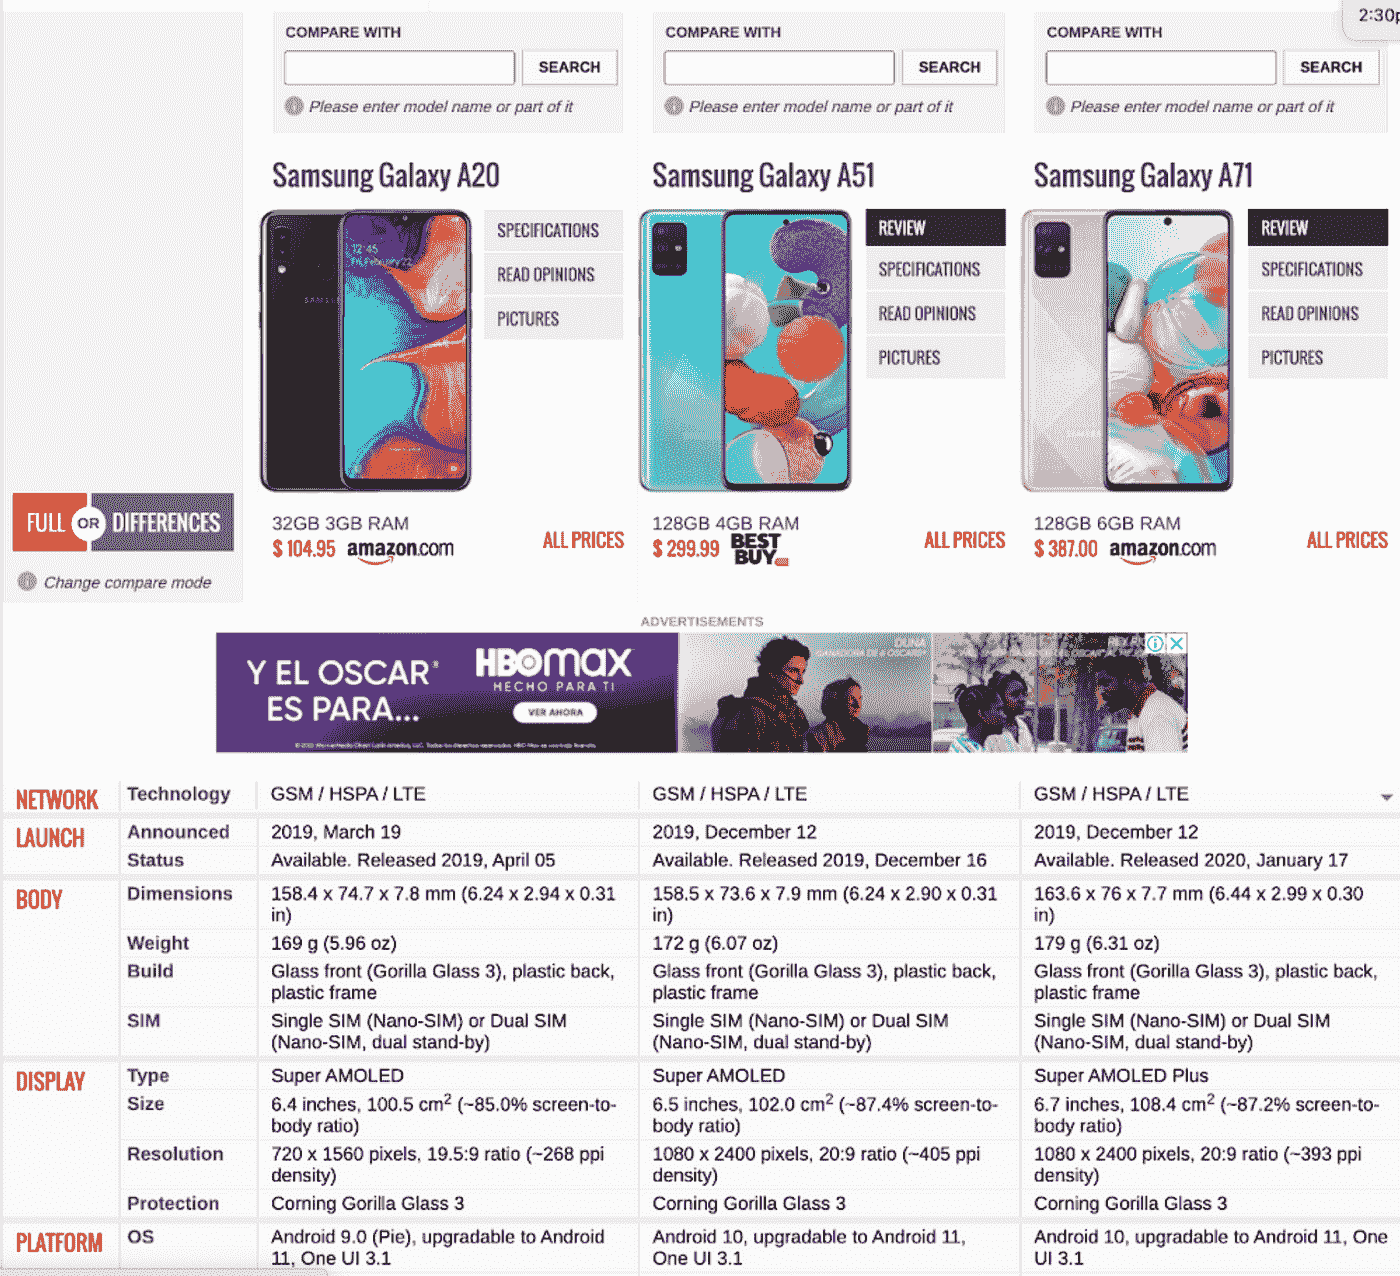 2:30p
COMPARE WITH
SEARCH
Please enter model name or part of it
COMPARE WITH
SEARCH
Please enter model name or part of it
COMPARE WITH
SEARCH
Please enter model name or part of it
Samsung Galaxy A20
SPECIFICATIONS
READ OPINIONS
PICTURES
12:45
Samsung Galaxy A51
REVIEW
SPECIFICATIONS
READ OPINIONS
PICTURES
Samsung Galaxy A71
REVIEW
SPECIFICATIONS
READ OPINIONS
PICTURES
FULL OR DIFFERENCES
Change compare mode
32GB 3GB RAM
$ 104.95 amazon.com ALL PRICES
128GB 4GB RAM
$ 299.99 BEST BUY ALL PRICES
128GB 6GB RAM
$ 387.00 amazon.com ALL PRICES
ADVERTISEMENTS
Y EL OSCAR®
ES PARA...
HBOmax
HECHO PARA TI
VER AHORA
NETWORK Technology GSM / HSPA / LTE GSM / HSPA / LTE GSM / HSPA / LTE
LAUNCH Announced 2019, March 19 2019, December 12 2019, December 12
Status Available. Released 2019, April 05 Available. Released 2019, December 16 Available. Released 2020, January 17
BODY Dimensions 158.4 x 74.7 x 7.8 mm (6.24 x 2.94 x 0.31 158.5 x 73.6 x 7.9 mm (6.24 x 2.90 x 0.31 163.6 x 76 x 7.7 mm (6.44 x 2.99 x 0.30
in) in) in)
Weight 169 g (5.96 oz) 172 g (6.07 oz) 179 g (6.31 oz)
Build Glass front (Gorilla Glass 3), plastic back, Glass front (Gorilla Glass 3), plastic back, Glass front (Gorilla Glass 3), plastic back,
plastic frame plastic frame plastic frame
SIM Single SIM (Nano-SIM) or Dual SIM Single SIM (Nano-SIM) or Dual SIM Single SIM (Nano-SIM) or Dual SIM
(Nano-SIM, dual stand-by) (Nano-SIM, dual stand-by) (Nano-SIM, dual stand-by)
DISPLAY Type Super AMOLED Super AMOLED Super AMOLED Plus
Size 6.4 inches, 100.5 cm² (~85.0% screen-to- 6.5 inches, 102.0 cm² (~87.4% screen-to- 6.7 inches, 108.4 cm² (~87.2% screen-to-
body ratio) body ratio) body ratio)
Resolution 720 x 1560 pixels, 19.5:9 ratio (~268 ppi 1080 x 2400 pixels, 20:9 ratio (~405 ppi 1080 x 2400 pixels, 20:9 ratio (~393 ppi
density) density) density)
Protection Corning Gorilla Glass 3 Corning Gorilla Glass 3 Corning Gorilla Glass 3
PLATFORM OS Android 9.0 (Pie), upgradable to Android Android 10, upgradable to Android 11, Android 10, upgradable to Android 11, One
11, One UI 3.1 One UI 3.1 UI 3.1